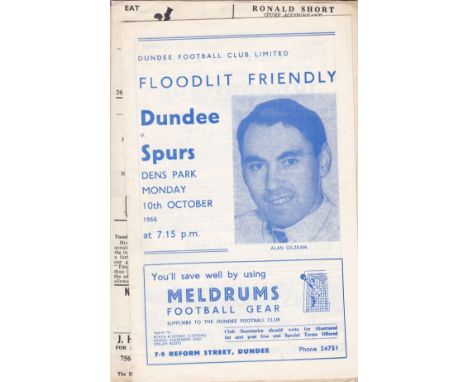 EAT
RONALD SHORT
DUNDEE FOOTBALL CLUB LIMITED
FLOODLIT FRIENDLY
Dundee
v.
Spurs
DENS PARK
MONDAY
10th OCTOBER
1966
at 7.15 p.m.
ALAN GILZEAN
You'll save well by using
MELDRUMS
FOOTBALL GEAR
SUPPLIERS TO THE DUNDEE FOOTBALL CLUB
Club Secretaries should write for illustrated
list sent post free and Special Terms Offered
7-9 REFORM STREET, DUNDEE Phone 24751
J. H
FOR
756